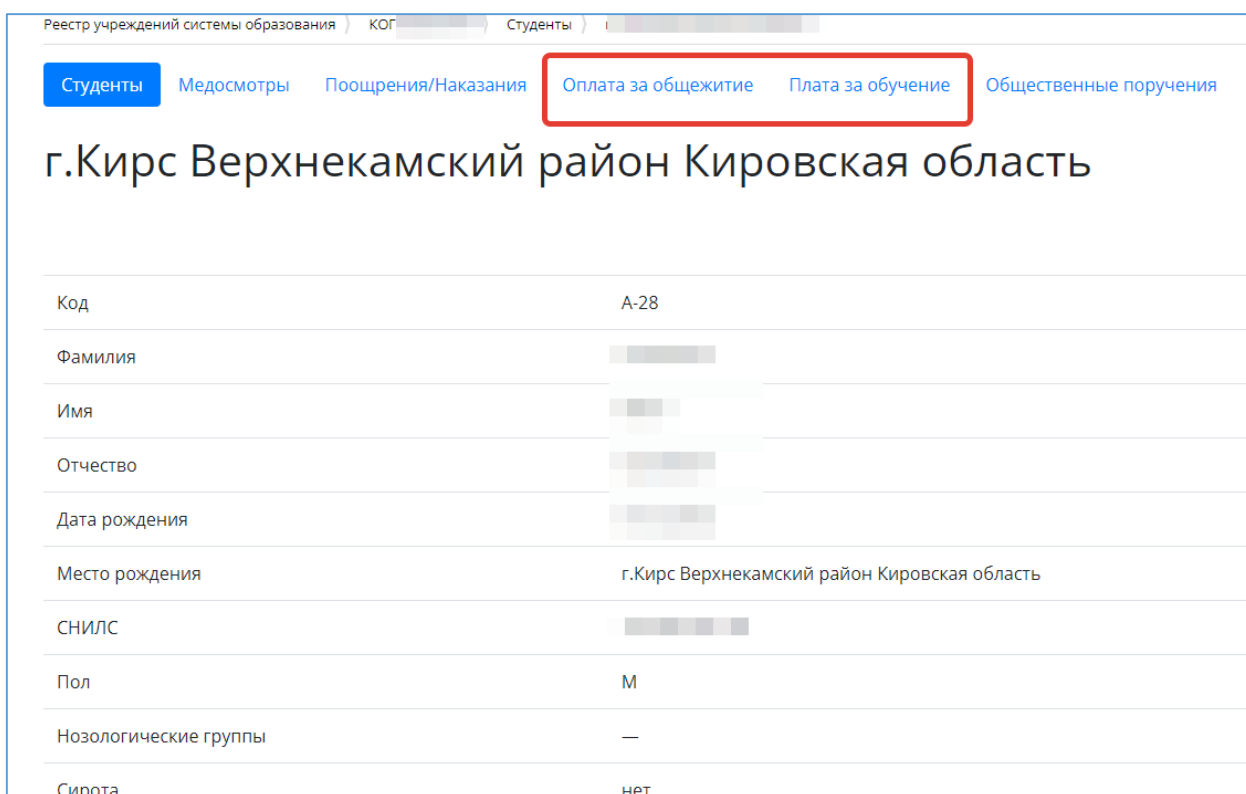 Реестр учреждений системы образования КОГ Студенты
Студенты Медосмотры Поощрения/Наказания Оплата за общежитие Плата за обучение Общественные поручения
г.Кирс Верхнекамский район Кировская область
Код А-28
Фамилия
Имя
Отчество
Дата рождения
Место рождения г.Кирс Верхнекамский район Кировская область
СНИЛС
Пол М
Нозологические группы —
Сирота нет